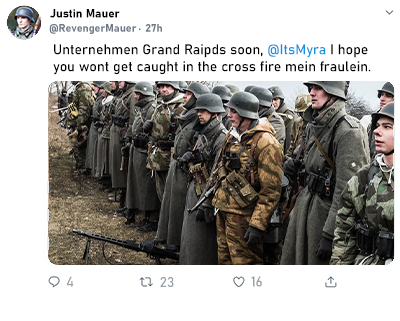 Justin Mauer
@RevengerMauer · 27h
Unternehmen Grand Raipds soon, @ItsMyra I hope
you wont get caught in the cross fire mein fraulein.
4 23 16